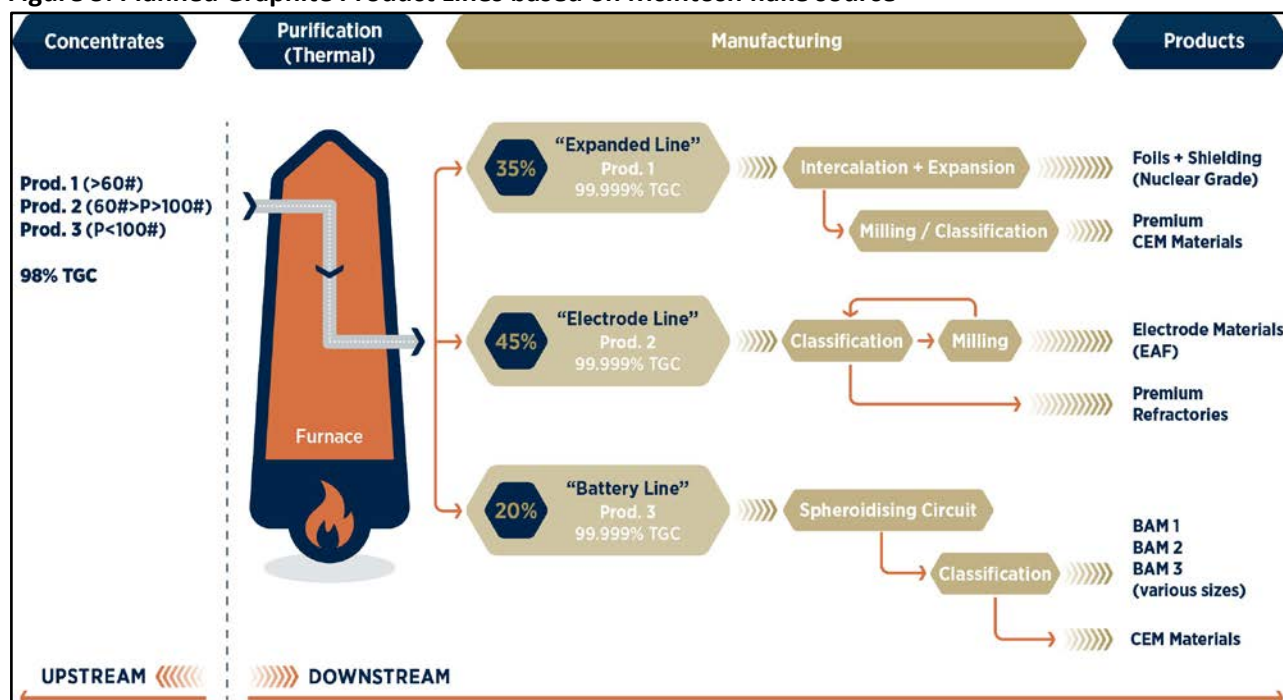 Concentrates
Purification
(Thermal)
Manufacturing
Products
Prod. 1 (>60#)
Prod. 2 (60#>P>100#)
Prod. 3 (P<100#)
98% TGC
Furnace
35%
"Expanded Line"
Prod. 1
99.999% TGC
Intercalation + Expansion
Milling / Classification
Foils + Shielding
(Nuclear Grade)
Premium
CEM Materials
45%
"Electrode Line"
Prod. 2
99.999% TGC
Classification
Milling
Electrode Materials
(EAF)
Premium
Refractories
20%
"Battery Line"
Prod. 3
99.999% TGC
Spheroidising Circuit
Classification
BAM 1
BAM 2
BAM 3
(various sizes)
CEM Materials
UPSTREAM
DOWNSTREAM